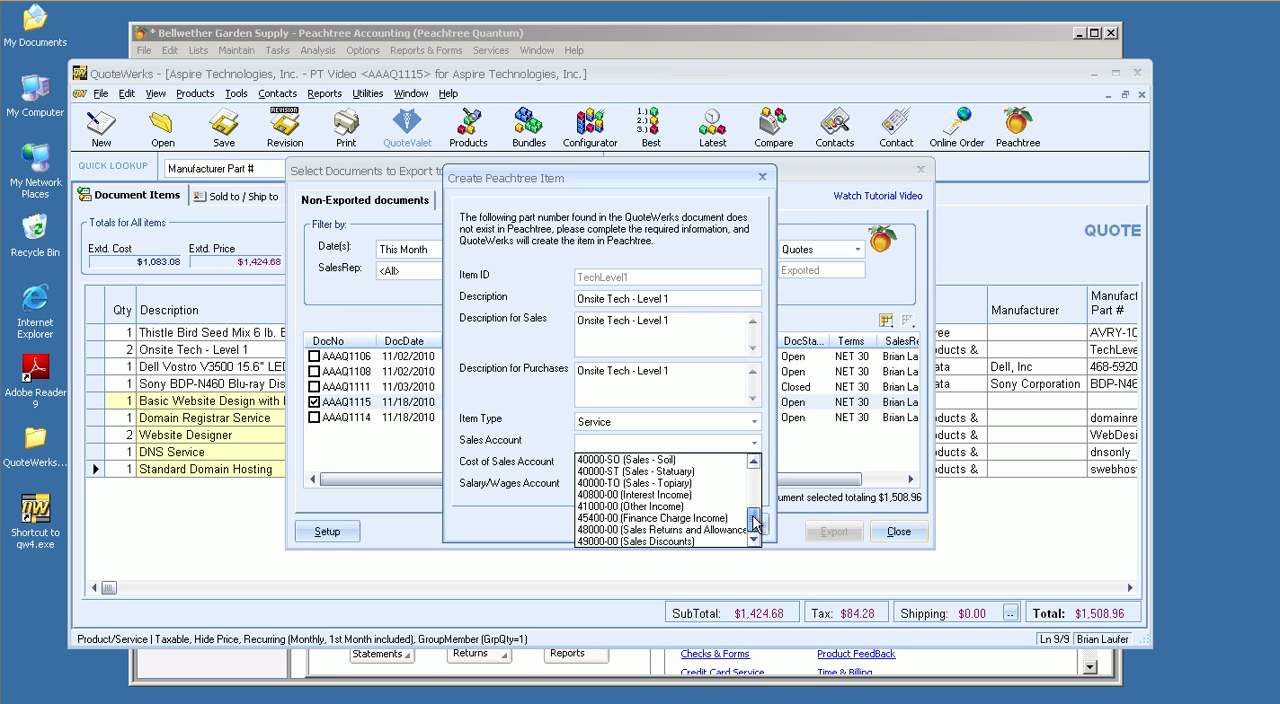 My Documents
My Computer
My Network
Places
Recycle Bin
Internet
Explorer
Adobe Reader
9
QuoteWerks...
Shortcut to
qw4.exe
* Bellwether Garden Supply - Peachtree Accounting (Peachtree Quantum)
File Edit Lists Maintain Tasks Analysis Options Reports & Forms Services Window Help
QuoteWerks - [Aspire Technologies, Inc. - PT Video <AAAQ1115> for Aspire Technologies, Inc.]
File Edit View Products Tools Contacts Reports Utilities Window Help
New Open Save Revision Print QuoteValet Products Bundles Configurator Best Latest Compare Contacts Contact Online Order Peachtree
QUICK LOOKUP Manufacturer Part #
Document Items Sold to / Ship to
Totals for All items
Extd. Cost Extd. Price
$1,083.08 $1,424.68
QUOTE
Qty Description Manufacturer Manufact
Part #
1 Thistle Bird Seed Mix 6 lb. AVRY-10
2 Onsite Tech - Level 1 TechLeve
1 Dell Vostro V3500 15.6" LED Dell, Inc 468-5920
1 Sony BDP-N460 Blu-ray Dis Sony Corporation BDP-N46
1 Basic Website Design with
1 Domain Registrar Service domainre
2 Website Designer WebDesi
1 DNS Service dnsonly
1 Standard Domain Hosting swebhos
Select Documents to Export to
Watch Tutorial Video
Non-Exported documents
Filter by:
Date(s): This Month Quotes
SalesRep: <All> Exported
DocNo DocDate DocSta... Terms SalesRe
AAAQ1106 11/02/2010 Open NET 30 Brian La
AAAQ1108 11/02/2010 Open NET 30 Brian La
AAAQ1111 11/03/2010 Closed NET 30 Brian La
AAAQ1115 11/18/2010 Open NET 30 Brian La
AAAQ1114 11/18/2010 Open NET 30 Brian La
ument selected totaling $1,508.96
Setup Export Close
Create Peachtree Item
The following part number found in the QuoteWerks document does
not exist in Peachtree, please complete the required information, and
QuoteWerks will create the item in Peachtree.
Item ID TechLevel1
Description Onsite Tech - Level 1
Description for Sales Onsite Tech - Level 1
Description for Purchases Onsite Tech - Level 1
Item Type Service
Sales Account
Cost of Sales Account
Salary/Wages Account
40000-SO (Sales - Soil)
40000-ST (Sales - Statuary)
40000-TO (Sales - Topiary)
40800-00 (Interest Income)
41000-00 (Other Income)
45400-00 (Finance Charge Income)
48000-00 (Sales Returns and Allowance
49000-00 (Sales Discounts)
SubTotal: $1,424.68 Tax: $84.28 Shipping: $0.00 .. Total: $1,508.96
Product/Service | Taxable, Hide Price, Recurring (Monthly, 1st Month included), GroupMember (GrpQty=1) Ln 9/9 Brian Laufer
Statements Returns Reports Checks & Forms Product FeedBack
Credit Card Service Time & Billing